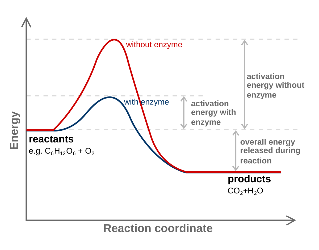 without enzyme
with enzyme
activation
energy without
enzyme
activation
energy with
enzyme
overall energy
released during
reaction
reactants
e.g. C₆H₁₂O₆ + O₂
products
CO₂+H₂O
Energy
Reaction coordinate